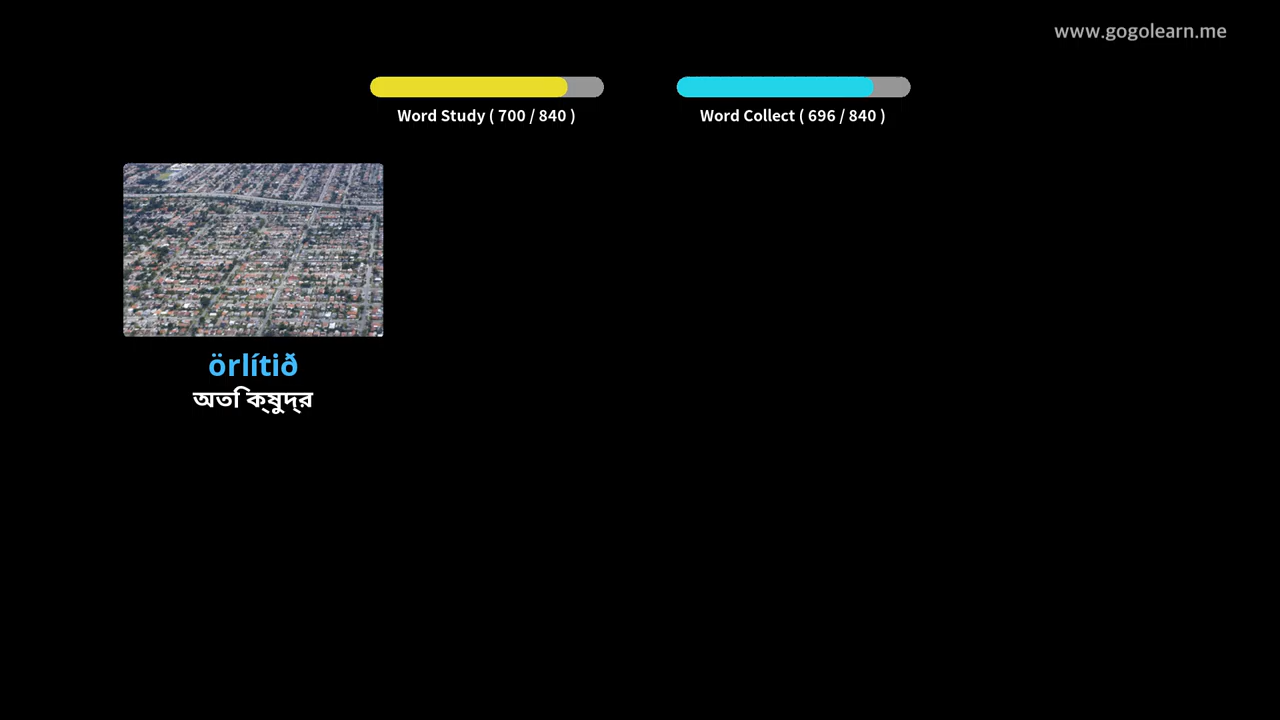 www.gogolearn.me
Word Study ( 700 / 840 )
Word Collect ( 696 / 840 )
örlítið
অতি ক্ষুদ্র